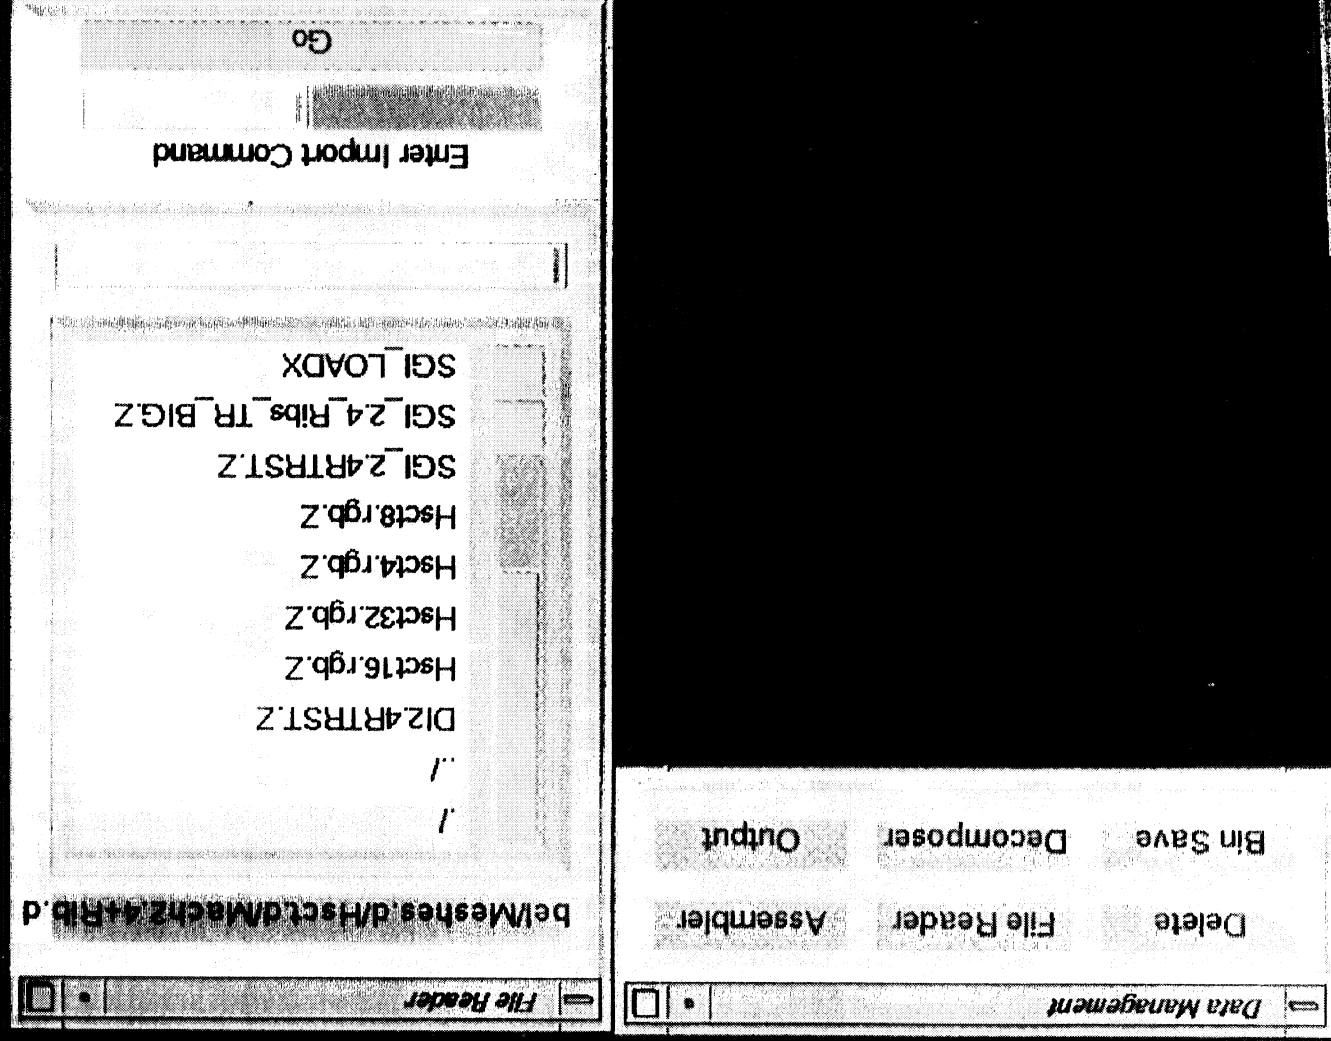 Data Management
Delete File Reader Assembler
Bin Save Decomposer Output
File Reader
bel/Meshes.d/Hsct.d/Mach2.4+Rib.d
./
../
DI2.4RTRST.Z
Hsct16.rgb.Z
Hsct32.rgb.Z
Hsct4.rgb.Z
Hsct8.rgb.Z
SGI_2.4RTRST.Z
SGI_2.4_Ribs_TR_BIG.Z
SGI_LOADX
Enter Import Command
Go